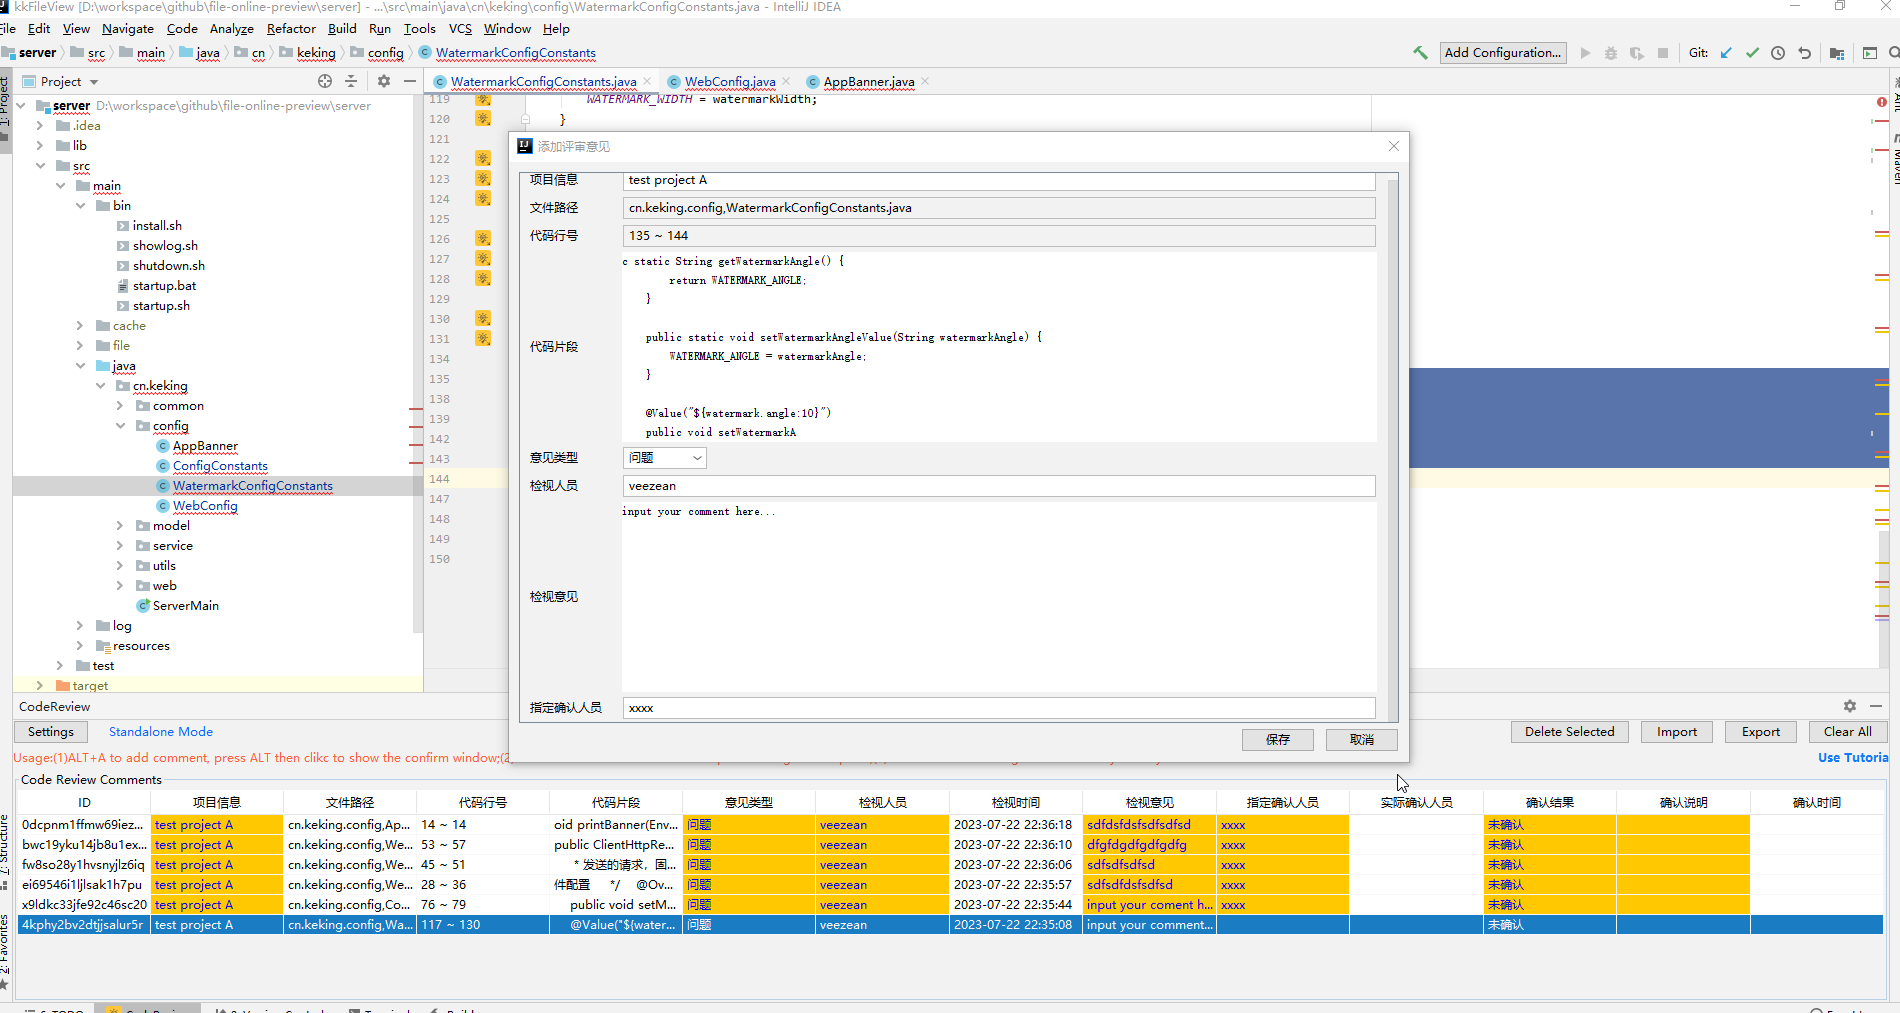 kkFileView [D:\workspace\github\file-online-preview\server] - ...\src\main\java\cn\keking\config\WatermarkConfigConstants.java - IntelliJ IDEA
File Edit View Navigate Code Analyze Refactor Build Run Tools VCS Window Help
server src main java cn keking config WatermarkConfigConstants
Add Configuration... Git:
1: Project
Project
WatermarkConfigConstants.java WebConfig.java AppBanner.java
server D:\workspace\github\file-online-preview\server
.idea
lib
src
main
bin
install.sh
showlog.sh
shutdown.sh
startup.bat
startup.sh
cache
file
java
cn.keking
common
config
AppBanner
ConfigConstants
WatermarkConfigConstants
WebConfig
model
service
utils
web
ServerMain
log
resources
test
target
119 WATERMARK_WIDTH = watermarkWidth;
120 }
121
122
123
124
125
126
127
128
129
130
131
134
135
138
139
142
143
144
147
148
149
150
Maven
添加评审意见
项目信息 test project A
文件路径 cn.keking.config,WatermarkConfigConstants.java
代码行号 135 ~ 144
代码片段
c static String getWatermarkAngle() {
return WATERMARK_ANGLE;
}
public static void setWatermarkAngleValue(String watermarkAngle) {
WATERMARK_ANGLE = watermarkAngle;
}
@Value("${watermark.angle:10}")
public void setWatermarkA
意见类型 问题
检视人员 veezean
检视意见 input your comment here...
指定确认人员 xxxx
保存 取消
CodeReview
Settings Standalone Mode Delete Selected Import Export Clear All
Usage:(1)ALT+A to add comment, press ALT then clikc to show the confirm window;(2)
Use Tutoria
Code Review Comments
ID 项目信息 文件路径 代码行号 代码片段 意见类型 检视人员 检视时间 检视意见 指定确认人员 实际确认人员 确认结果 确认说明 确认时间
0dcpnm1ffmw69iez... test project A cn.keking.config,Ap... 14 ~ 14 oid printBanner(Env... 问题 veezean 2023-07-22 22:36:18 sdfdsfdsfsdfsdfsd xxxx 未确认
bwc19yku14jb8u1ex... test project A cn.keking.config,We... 53 ~ 57 public ClientHttpRe... 问题 veezean 2023-07-22 22:36:10 dfgfdgdfgdfgdfg xxxx 未确认
fw8so28y1hvsnyjlz6iq test project A cn.keking.config,We... 45 ~ 51 * 发送的请求，固... 问题 veezean 2023-07-22 22:36:06 sdfsdfsdfsd xxxx 未确认
ei69546i1ljlsak1h7pu test project A cn.keking.config,We... 28 ~ 36 件配置 */ @Ov... 问题 veezean 2023-07-22 22:35:57 sdfsdfdsfsdfsd xxxx 未确认
x9ldkc33jfe92c46sc20 test project A cn.keking.config,Co... 76 ~ 79 public void setM... 问题 veezean 2023-07-22 22:35:44 input your coment h... xxxx 未确认
4kphy2bv2dtjjsalur5r test project A cn.keking.config,Wa... 117 ~ 130 @Value("${water... 问题 veezean 2023-07-22 22:35:08 input your comment... 未确认
7: Structure
2: Favorites